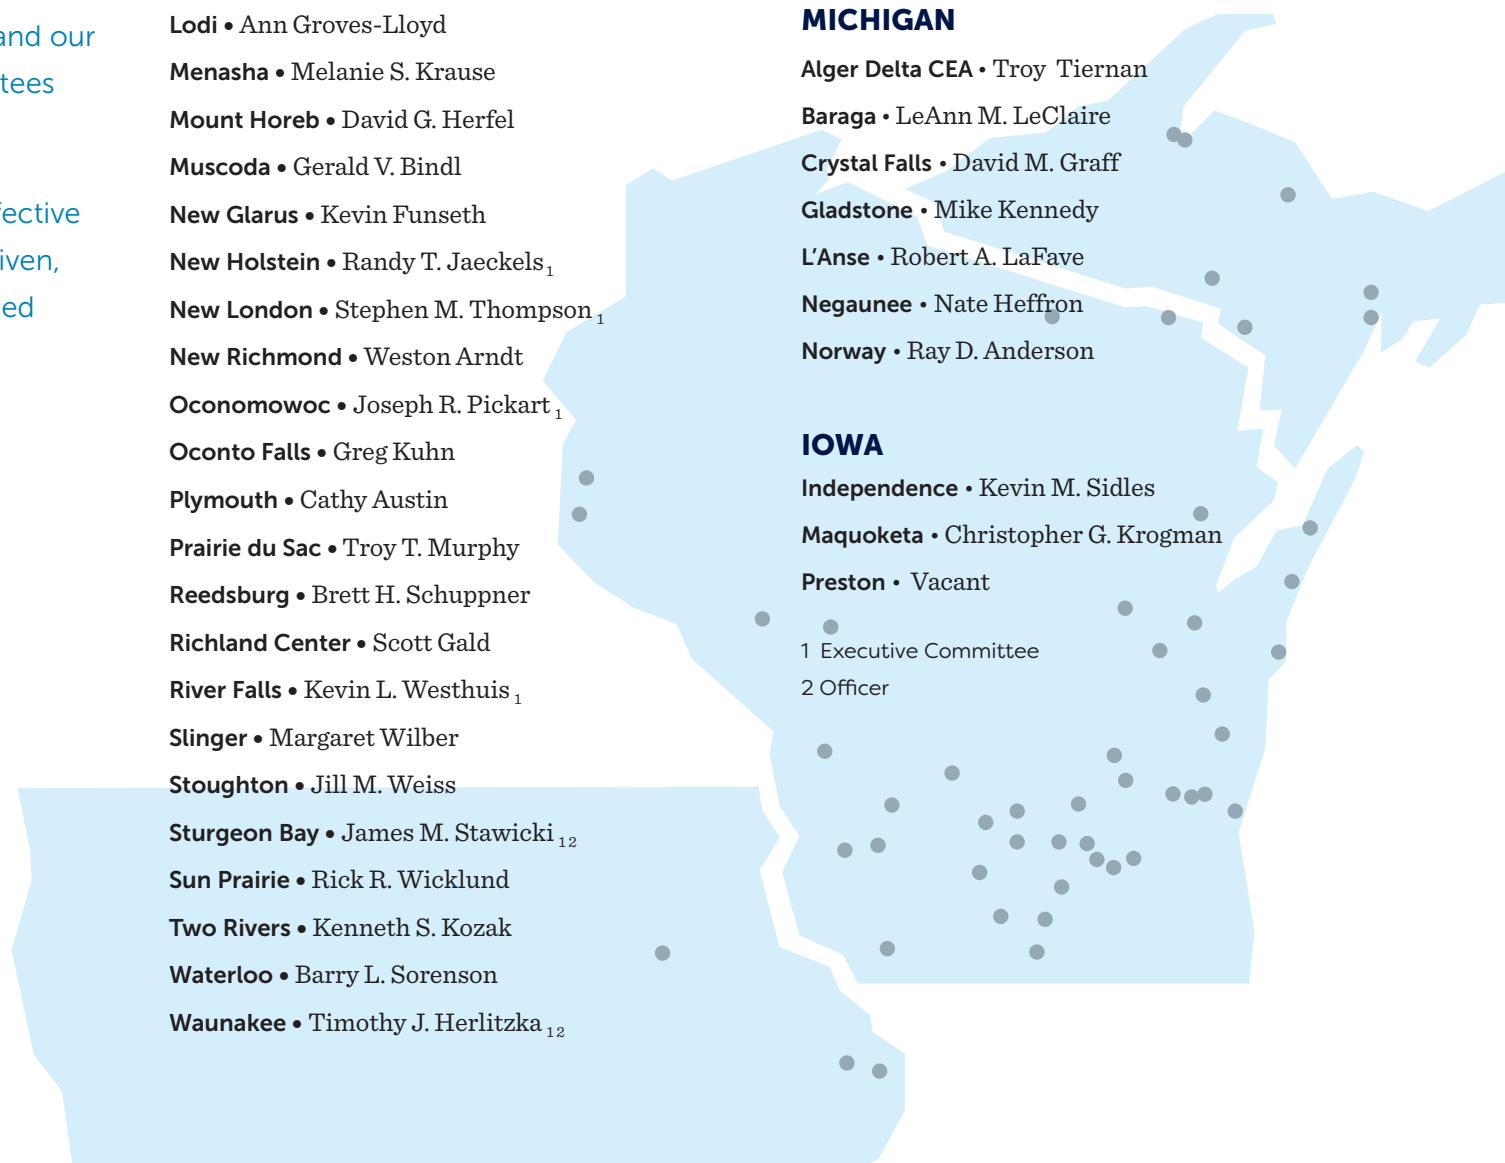 and our
tees
fective
iven,
ed
Lodi • Ann Groves-Lloyd
Menasha • Melanie S. Krause
Mount Horeb • David G. Herfel
Muscoda • Gerald V. Bindl
New Glarus • Kevin Funseth
New Holstein • Randy T. Jaeckels 1
New London • Stephen M. Thompson 1
New Richmond • Weston Arndt
Oconomowoc • Joseph R. Pickart 1
Oconto Falls • Greg Kuhn
Plymouth • Cathy Austin
Prairie du Sac • Troy T. Murphy
Reedsburg • Brett H. Schuppner
Richland Center • Scott Gald
River Falls • Kevin L. Westhuis 1
Slinger • Margaret Wilber
Stoughton • Jill M. Weiss
Sturgeon Bay • James M. Stawicki 12
Sun Prairie • Rick R. Wicklund
Two Rivers • Kenneth S. Kozak
Waterloo • Barry L. Sorenson
Waunakee • Timothy J. Herlitzka 12
MICHIGAN
Alger Delta CEA • Troy Tiernan
Baraga • LeAnn M. LeClaire
Crystal Falls • David M. Graff
Gladstone • Mike Kennedy
L'Anse • Robert A. LaFave
Negaunee • Nate Heffron
Norway • Ray D. Anderson
IOWA
Independence • Kevin M. Sidles
Maquoketa • Christopher G. Krogman
Preston • Vacant
1 Executive Committee
2 Officer